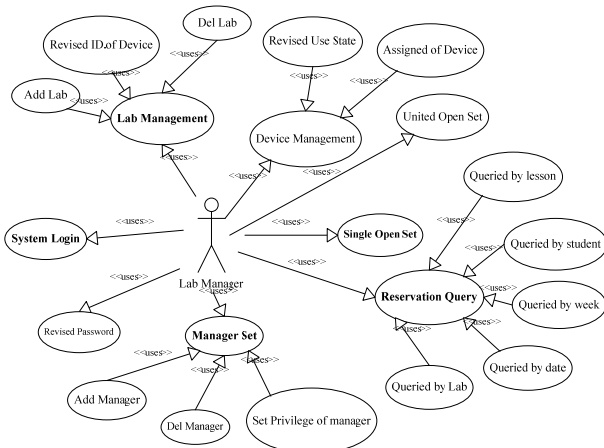 Del Lab
Revised ID.of Device
<<uses>>
<<uses>>
Add Lab
<<uses>>
Lab Management
<<uses>>
Revised Use State
Assigned of Device
<<uses>>
<<uses>>
Device Management
<<uses>>
United Open Set
<<uses>>
Queried by lesson
<<uses>>
System Login
<<uses>>
<<uses>>
Single Open Set
Queried by student
<<uses>>
Lab Manager
<<uses>>
<<uses>>
<<uses>>
Reservation Query
<<uses>>
Queried by week
<<uses>>
<<uses>>
Revised Password
Manager Set
<<uses>>
<<uses>>
<<uses>>
Queried by date
Queried by Lab
Add Manager
Del Manager
Set Privilege of manager